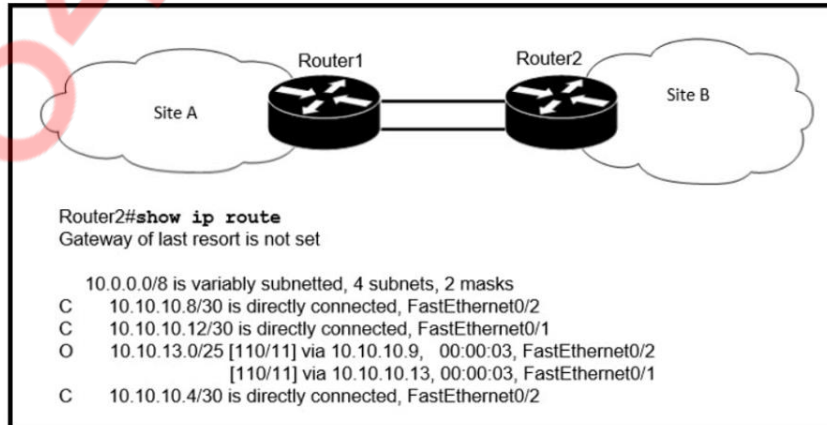 Router1
Router2
Site A
Site B
Router2#show ip route
Gateway of last resort is not set
10.0.0.0/8 is variably subnetted, 4 subnets, 2 masks
C 10.10.10.8/30 is directly connected, FastEthernet0/2
C 10.10.10.12/30 is directly connected, FastEthernet0/1
O 10.10.13.0/25 [110/11] via 10.10.10.9, 00:00:03, FastEthernet0/2
[110/11] via 10.10.10.13, 00:00:03, FastEthernet0/1
C 10.10.10.4/30 is directly connected, FastEthernet0/2